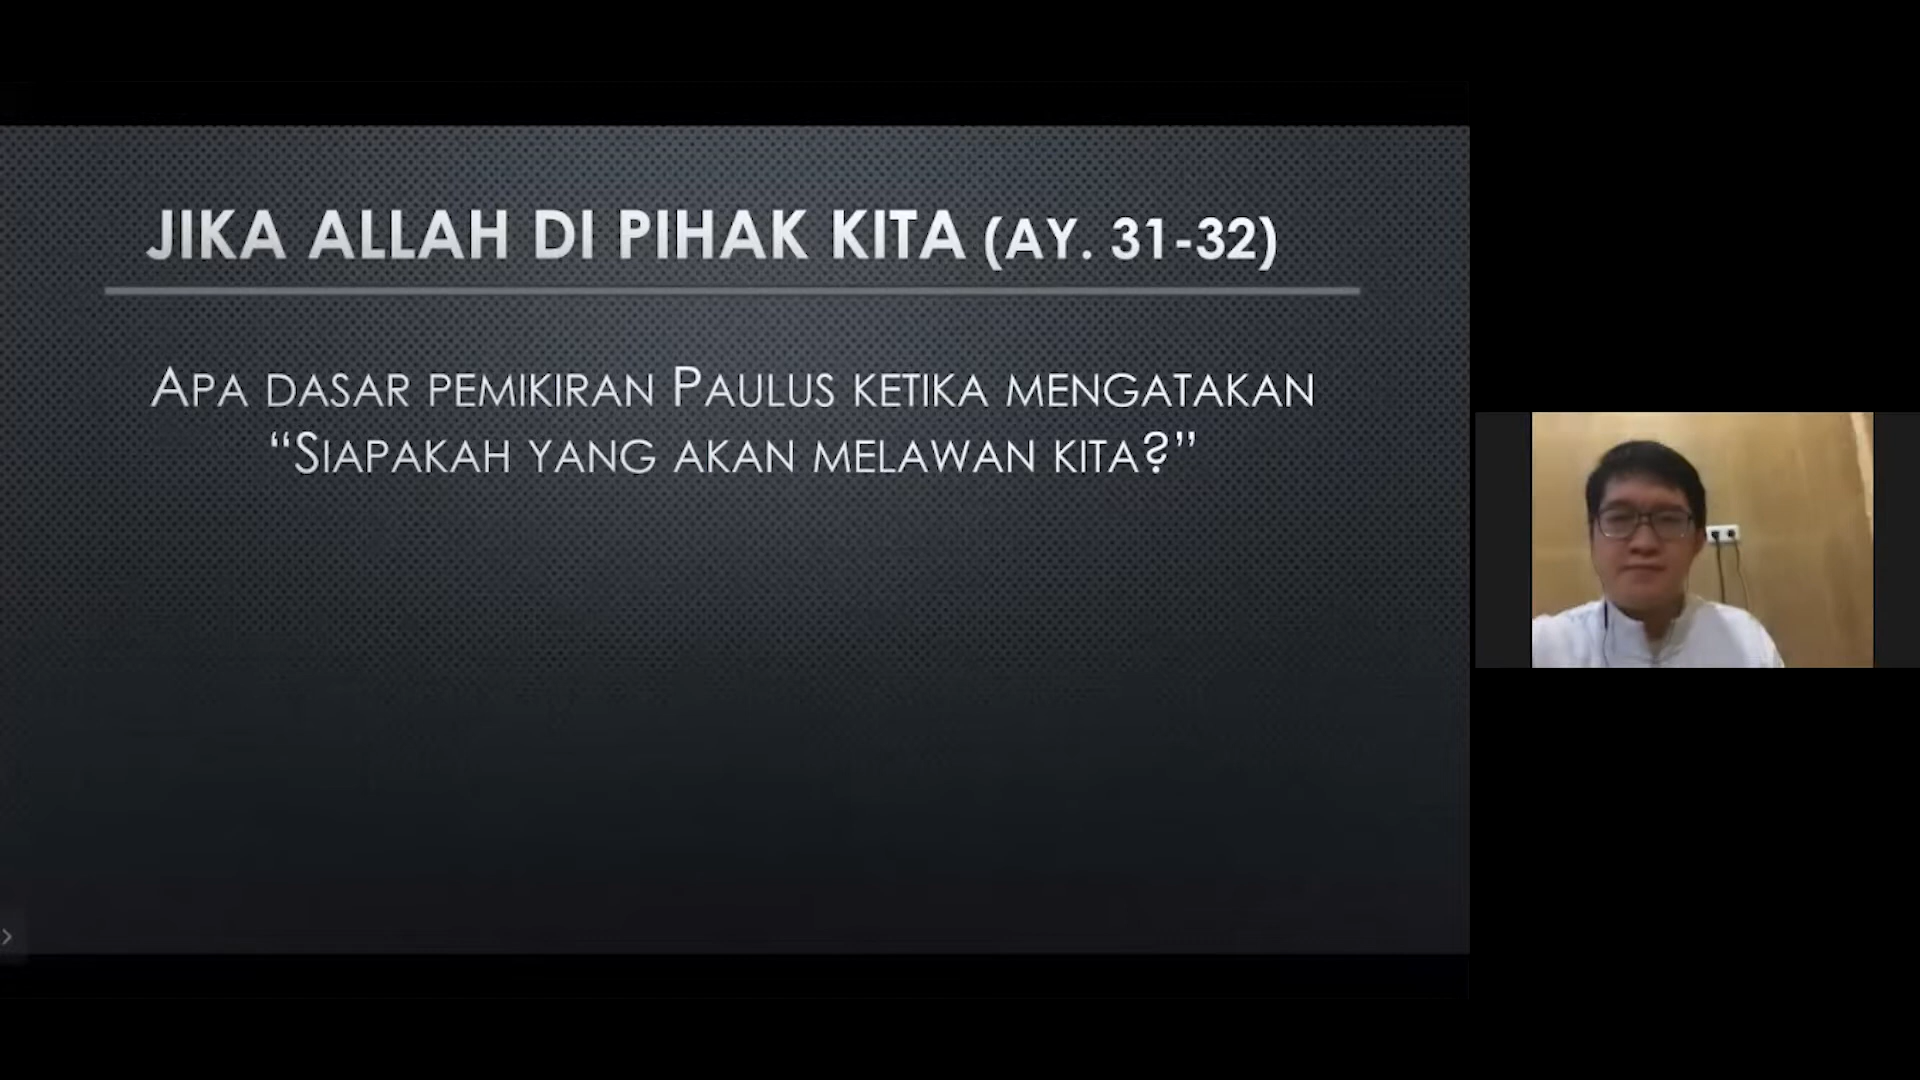 JIKA ALLAH DI PIHAK KITA (AY. 31-32)
APA DASAR PEMIKIRAN PAULUS KETIKA MENGATAKAN
“SIAPAKAH YANG AKAN MELAWAN KITA?”